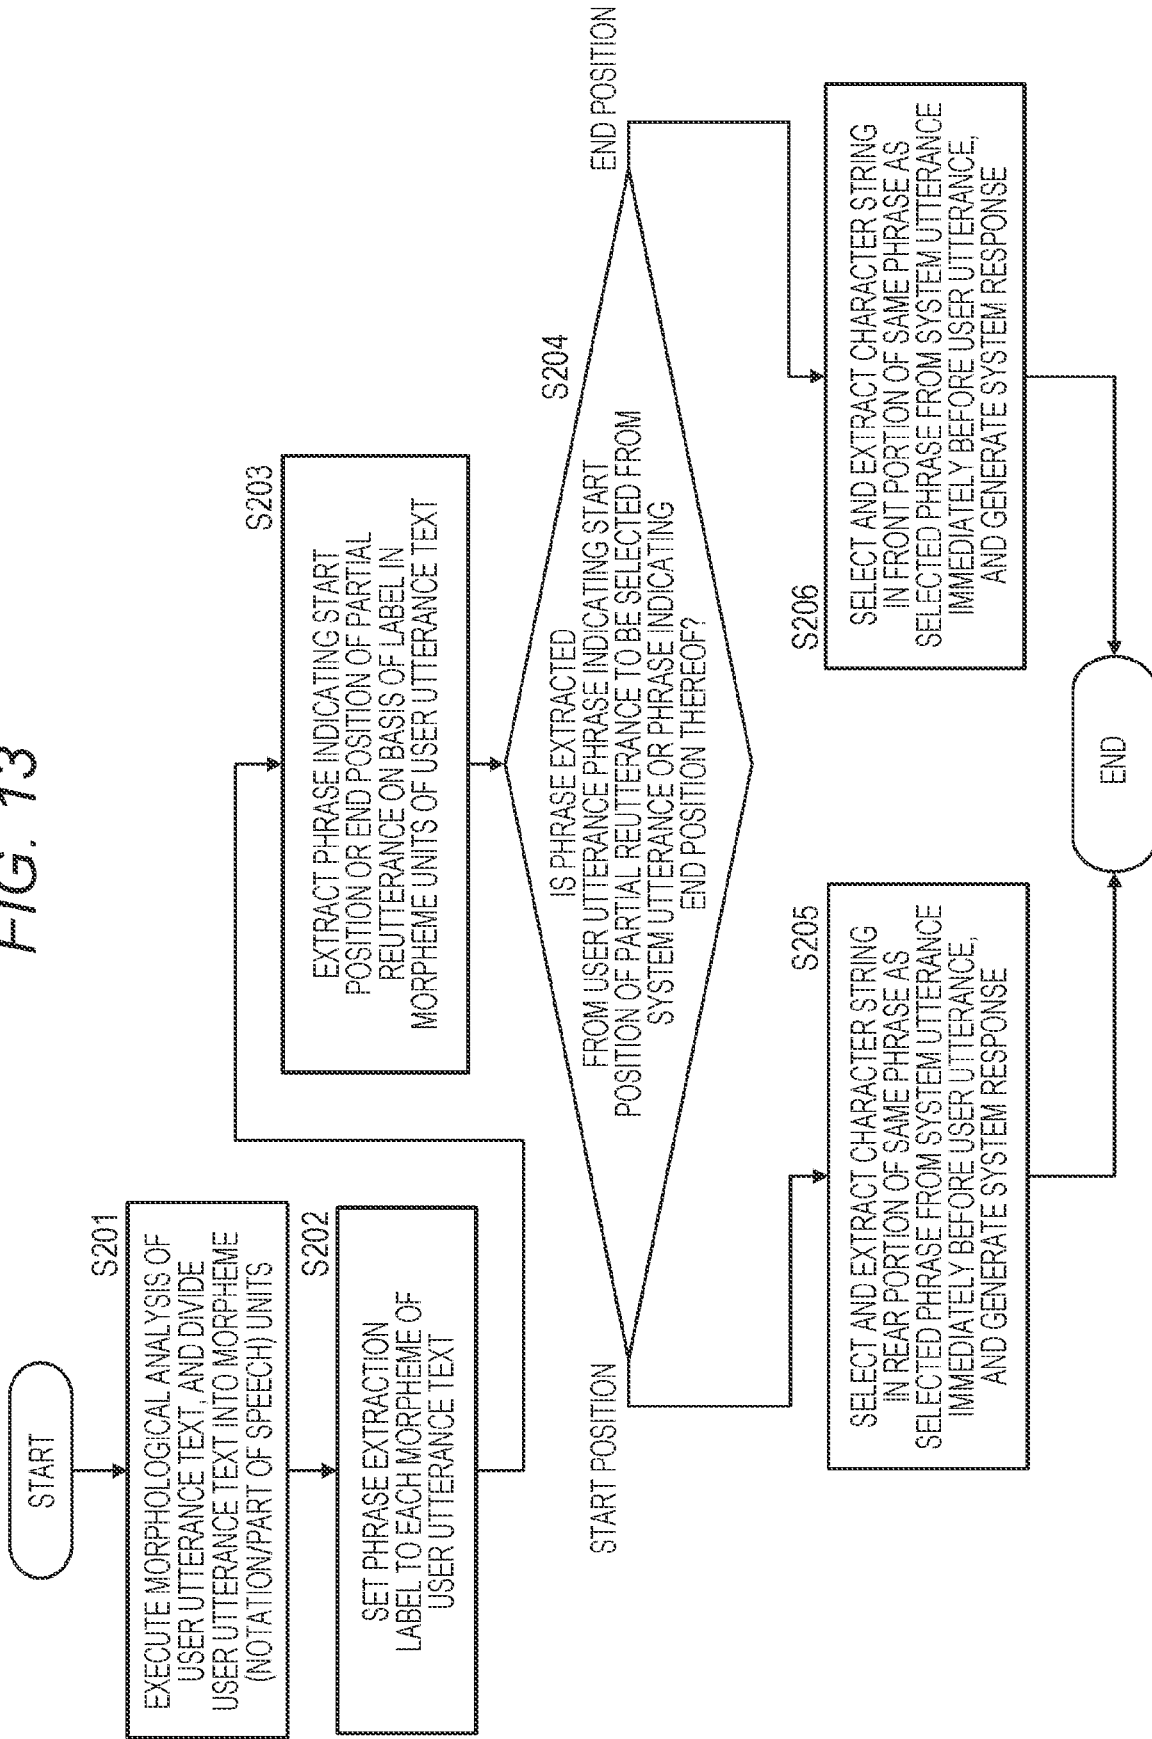 FIG. 13
START
S201
EXECUTE MORPHOLOGICAL ANALYSIS OF
USER UTTERANCE TEXT, AND DIVIDE
USER UTTERANCE TEXT INTO MORPHEME
(NOTATION/PART OF SPEECH) UNITS
S202
SET PHRASE EXTRACTION
LABEL TO EACH MORPHEME OF
USER UTTERANCE TEXT
S203
EXTRACT PHRASE INDICATING START
POSITION OR END POSITION OF PARTIAL
REUTTERANCE ON BASIS OF LABEL IN
MORPHEME UNITS OF USER UTTERANCE TEXT
S204
IS PHRASE EXTRACTED
FROM USER UTTERANCE PHRASE INDICATING START
POSITION OF PARTIAL REUTTERANCE TO BE SELECTED FROM
SYSTEM UTTERANCE OR PHRASE INDICATING
END POSITION THEREOF?
START POSITION
END POSITION
S205
SELECT AND EXTRACT CHARACTER STRING
IN REAR PORTION OF SAME PHRASE AS
SELECTED PHRASE FROM SYSTEM UTTERANCE
IMMEDIATELY BEFORE USER UTTERANCE,
AND GENERATE SYSTEM RESPONSE
S206
SELECT AND EXTRACT CHARACTER STRING
IN FRONT PORTION OF SAME PHRASE AS
SELECTED PHRASE FROM SYSTEM UTTERANCE
IMMEDIATELY BEFORE USER UTTERANCE,
AND GENERATE SYSTEM RESPONSE
END